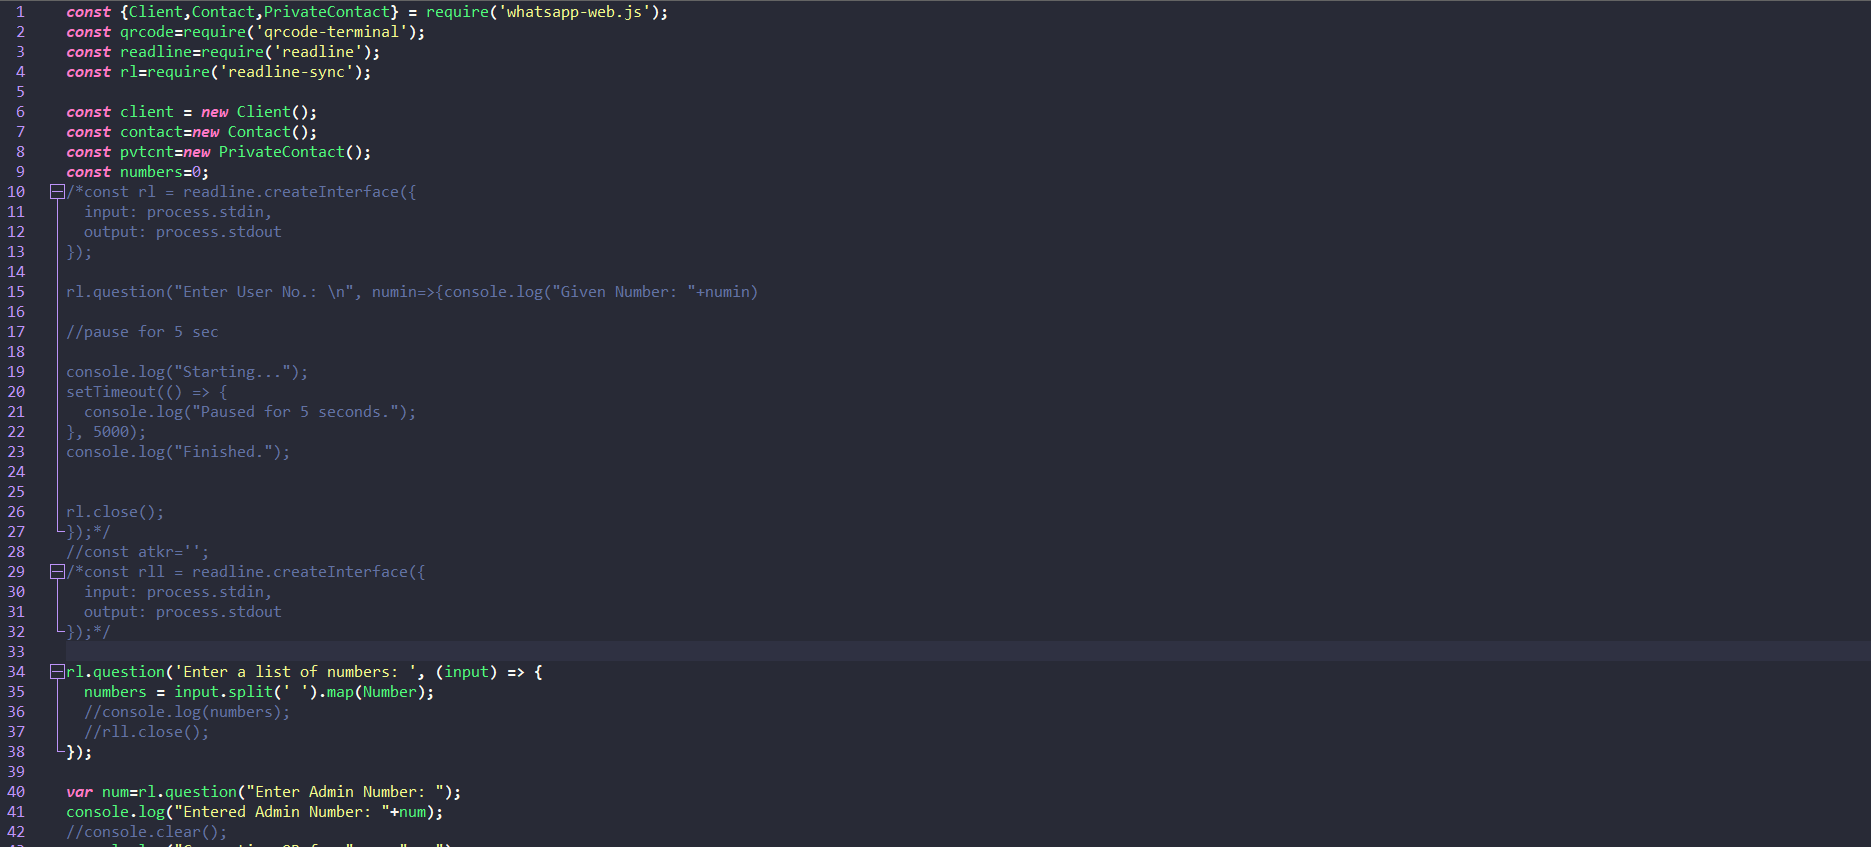 1 const {Client,Contact,PrivateContact} = require('whatsapp-web.js');
2 const qrcode=require('qrcode-terminal');
3 const readline=require('readline');
4 const rl=require('readline-sync');
5
6 const client = new Client();
7 const contact=new Contact();
8 const pvtcnt=new PrivateContact();
9 const numbers=0;
10 /*const rl = readline.createInterface({
11 input: process.stdin,
12 output: process.stdout
13 });
14
15 rl.question("Enter User No.: \n", numin=>{console.log("Given Number: "+numin)
16
17 //pause for 5 sec
18
19 console.log("Starting...");
20 setTimeout(() => {
21 console.log("Paused for 5 seconds.");
22 }, 5000);
23 console.log("Finished.");
24
25
26 rl.close();
27 });*/
28 //const atkr='';
29 /*const rll = readline.createInterface({
30 input: process.stdin,
31 output: process.stdout
32 });*/
33
34 rl.question('Enter a list of numbers: ', (input) => {
35 numbers = input.split(' ').map(Number);
36 //console.log(numbers);
37 //rll.close();
38 });
39
40 var num=rl.question("Enter Admin Number: ");
41 console.log("Entered Admin Number: "+num);
42 //console.clear();